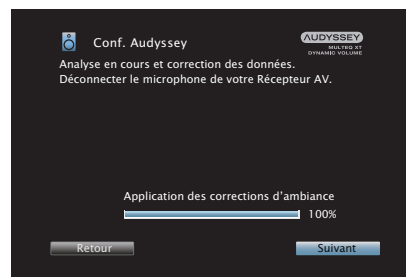 Conf. Audyssey
AUDYSSEY
MULTEQ XT
DYNAMIC VOLUME
Analyse en cours et correction des données.
Déconnecter le microphone de votre Récepteur AV.
Application des corrections d’ambiance
100%
Retour
Suivant